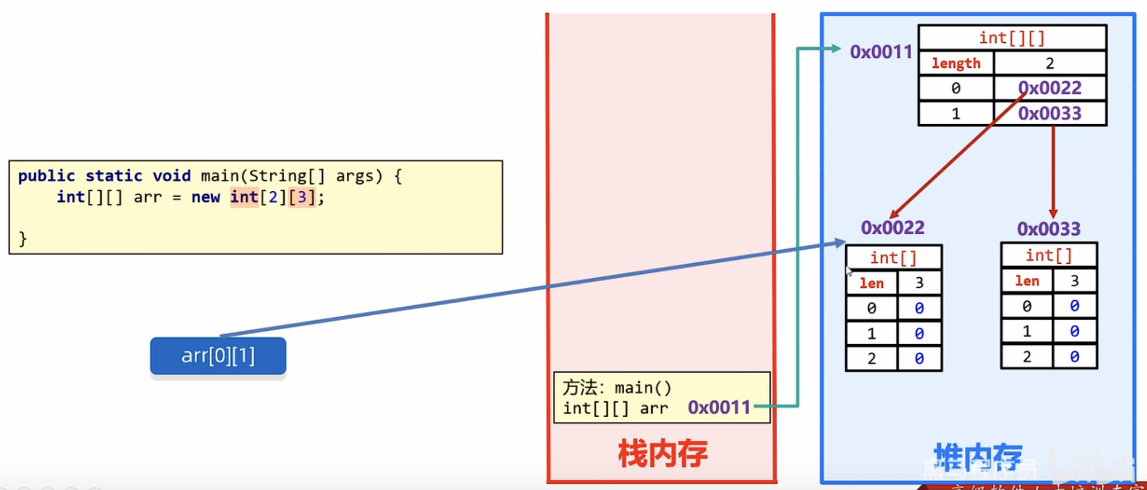 public static void main(String[] args) {
int[][] arr = new int[2][3];
}
arr[0][1]
方法: main()
int[][] arr 0x0011
栈内存
0x0011
int[][]
length 2
0 0x0022
1 0x0033
0x0022
int[]
len 3
0 0
1 0
2 0
0x0033
int[]
len 3
0 0
1 0
2 0
堆内存